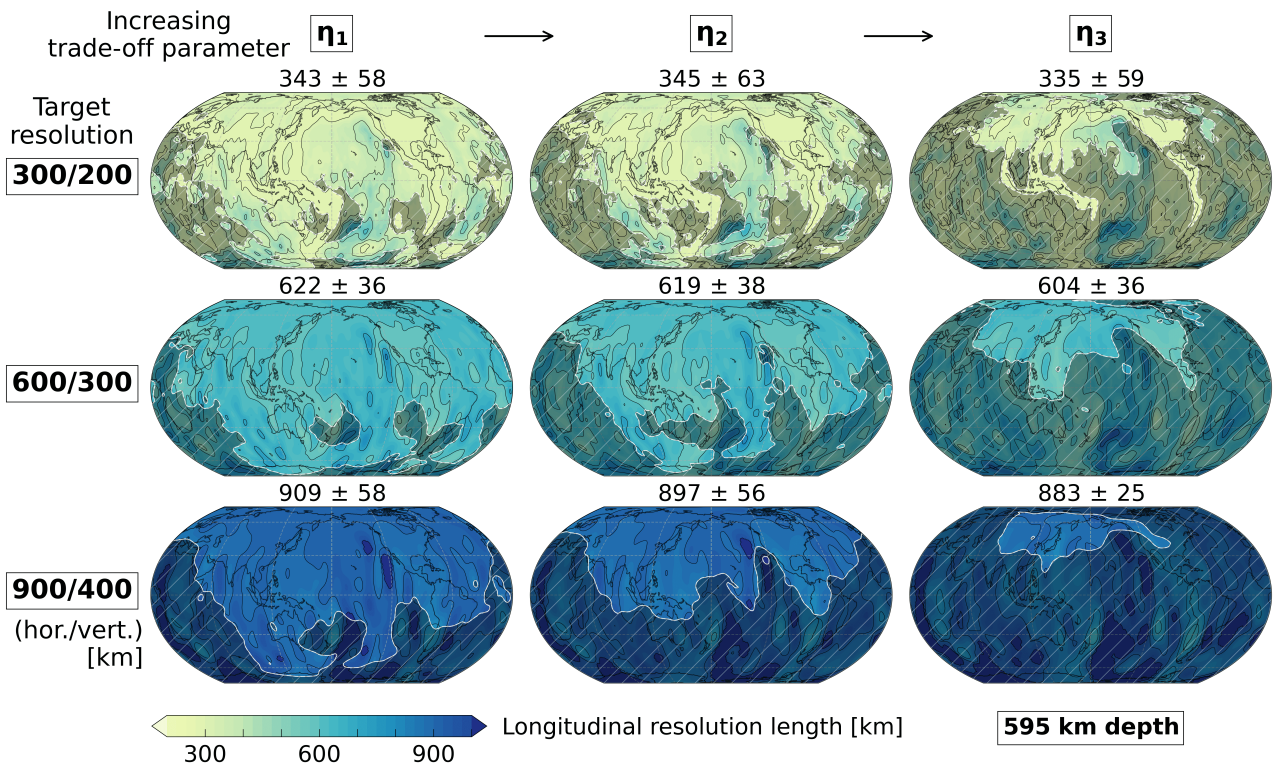 Increasing
trade-off parameter
η1
η2
η3
343 ± 58
345 ± 63
335 ± 59
Target
resolution
300/200
622 ± 36
619 ± 38
604 ± 36
600/300
909 ± 58
897 ± 56
883 ± 25
900/400
(hor./vert.)
[km]
300
600
900
Longitudinal resolution length [km]
595 km depth